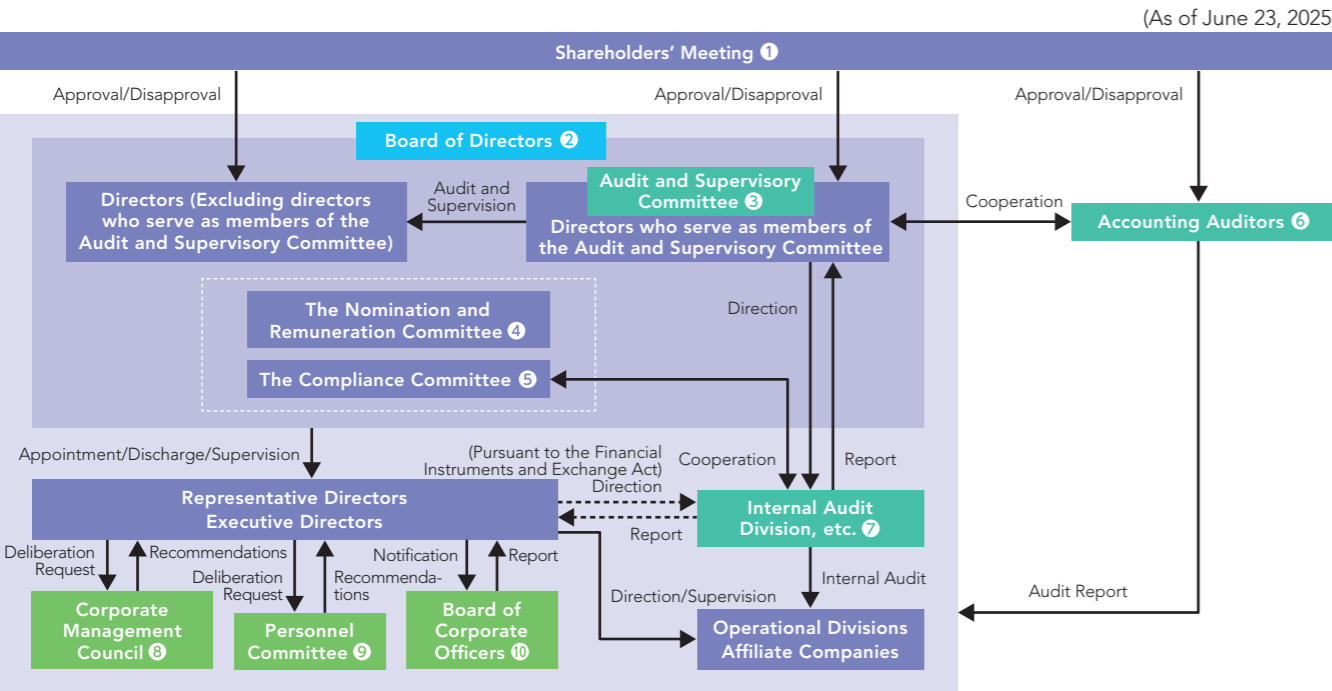 (As of June 23, 2025)
Shareholders' Meeting ❶
Approval/Disapproval
Approval/Disapproval
Approval/Disapproval
Board of Directors ❷
Directors (Excluding directors
who serve as members of the
Audit and Supervisory Committee)
Audit and
Supervision
Audit and Supervisory
Committee ❸
Directors who serve as members of
the Audit and Supervisory Committee
Cooperation
Accounting Auditors ❻
The Nomination and
Remuneration Committee ❹
The Compliance Committee ❺
Direction
Appointment/Discharge/Supervision
(Pursuant to the Financial
Instruments and Exchange Act)
Direction
Cooperation
Report
Representative Directors
Executive Directors
Report
Internal Audit
Division, etc. ❼
Deliberation
Request
Recommendations
Deliberation
Request
Recommenda-
tions
Notification
Report
Direction/Supervision
Internal Audit
Audit Report
Corporate
Management
Council ❽
Personnel
Committee ❾
Board of
Corporate
Officers ❿
Operational Divisions
Affiliate Companies